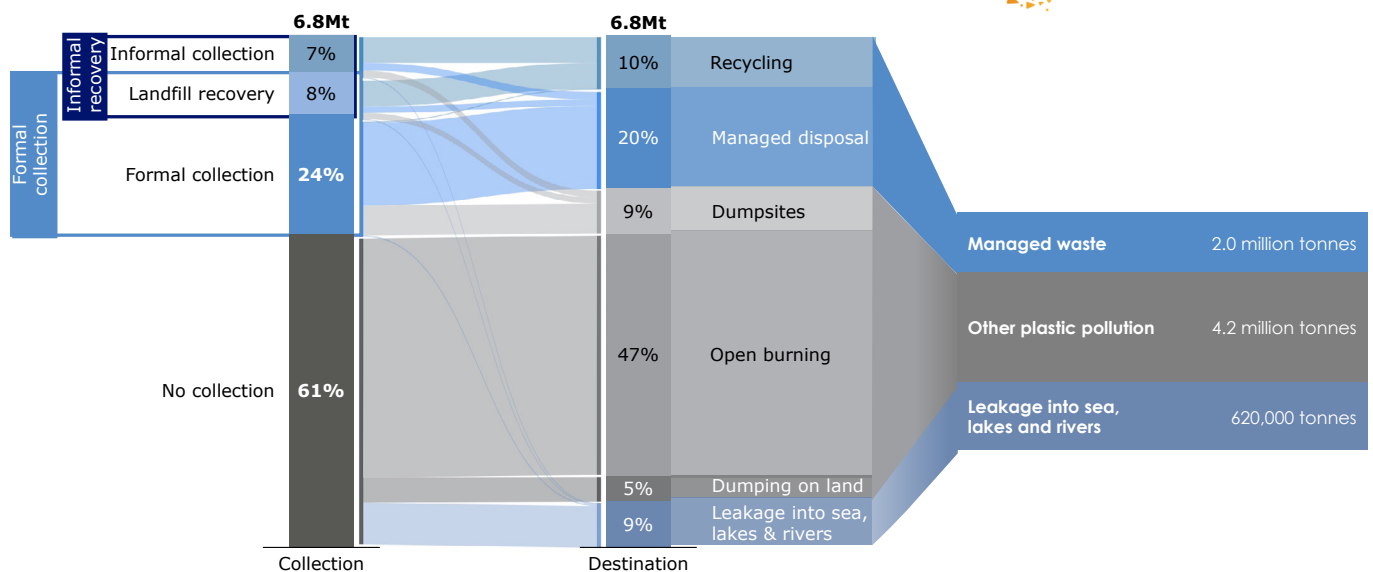 6.8Mt
6.8Mt
Informal
recovery
Formal
collection
Informal collection
7%
Landfill recovery
8%
Formal collection
24%
No collection
61%
Collection
10%
Recycling
20%
Managed disposal
9%
Dumpsites
47%
Open burning
5%
Dumping on land
9%
Leakage into sea,
lakes & rivers
Destination
Managed waste
2.0 million tonnes
Other plastic pollution
4.2 million tonnes
Leakage into sea,
lakes and rivers
620,000 tonnes